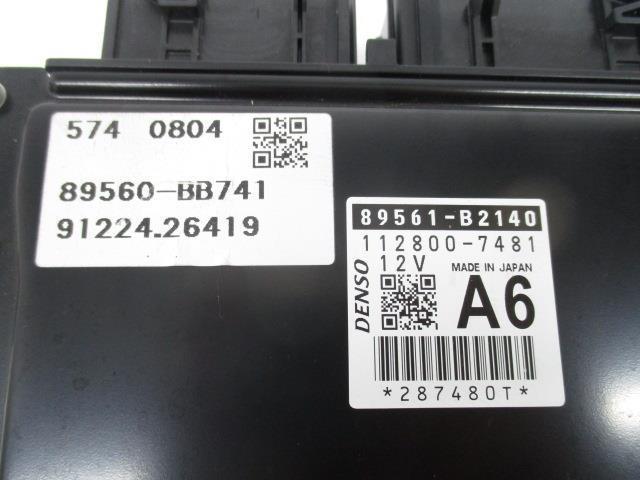 574 0804
89560-BB741
91224.26419
89561-B2140
112800-7481
12V MADE IN JAPAN
DENSO
A6
*287480T*